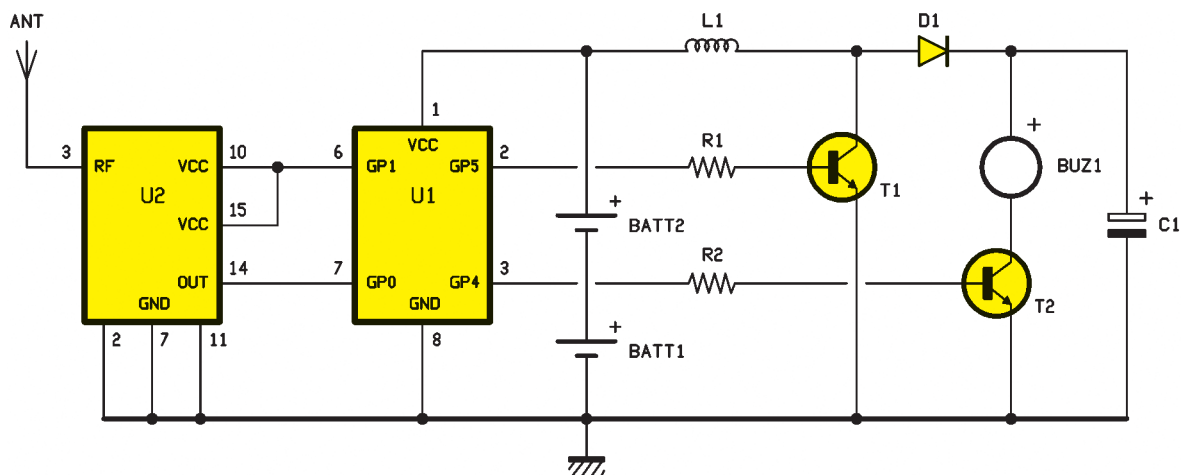 ANT
L1
D1
+
1
3
RF
VCC
10
6
GP1
VCC
GP5
2
R1
T1
BUZ1
U2
U1
VCC
15
+
BATT2
+
C1
OUT
14
7
GP0
GP4
3
R2
T2
GND
GND
2
7
11
8
+
BATT1